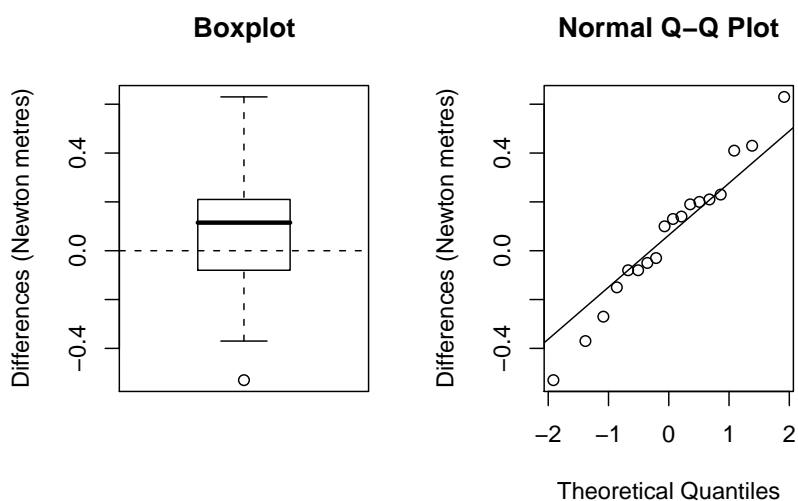 Boxplot
Differences (Newton metres)
0.4
0.0
−0.4
Normal Q−Q Plot
Differences (Newton metres)
0.4
0.0
−0.4
−2 −1 0 1 2
Theoretical Quantiles